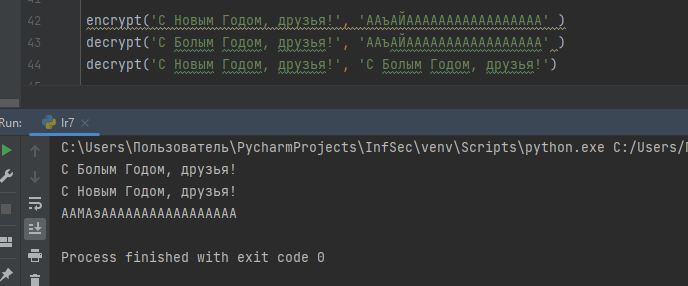 42 encrypt('С Новым Годом, друзья!', 'ААъАЙААААААААААААААААА' )
43 decrypt('С Болым Годом, друзья!', 'ААъАЙААААААААААААААААА' )
44 decrypt('С Новым Годом, друзья!', 'С Болым Годом, друзья!')
Run: lr7
C:\Users\Пользователь\PycharmProjects\InfSec\venv\Scripts\python.exe C:/Users/
С Болым Годом, друзья!
С Новым Годом, друзья!
ААМАэААААААААААААААААА
Process finished with exit code 0